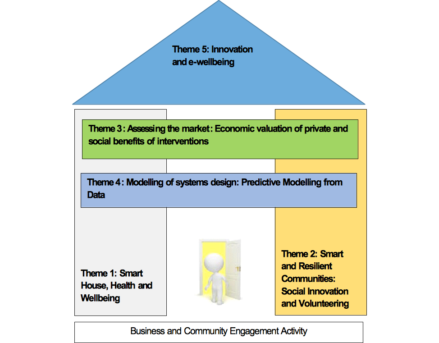 Theme 5: Innovation
and e-wellbeing
Theme 3: Assessing the market: Economic valuation of private and
social benefits of interventions
Theme 4: Modelling of systems design: Predictive Modelling from
Data
Theme 1: Smart
House, Health and
Wellbeing
Theme 2: Smart
and Resilient
Communities:
Social Innovation
and Volunteering
Business and Community Engagement Activity